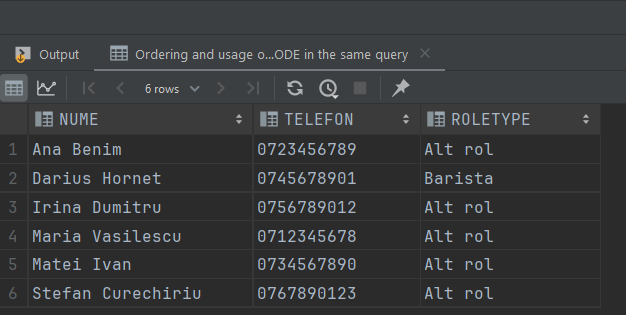 Output Ordering and usage o...ODE in the same query
6 rows
NUME TELEFON ROLETYPE
1 Ana Benim 0723456789 Alt rol
2 Darius Hornet 0745678901 Barista
3 Irina Dumitru 0756789012 Alt rol
4 Maria Vasilescu 0712345678 Alt rol
5 Matei Ivan 0734567890 Alt rol
6 Stefan Curechiriu 0767890123 Alt rol